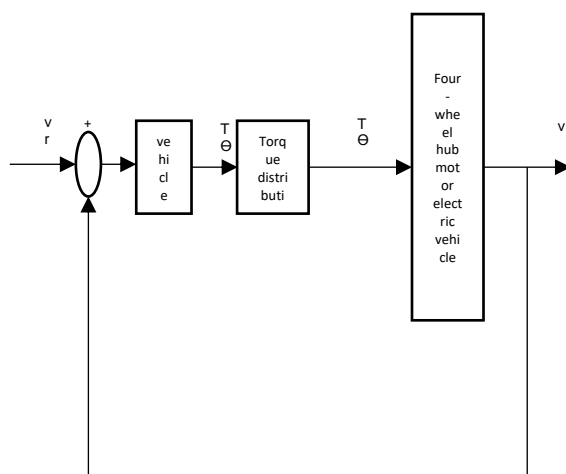 v
r
+
ve
hi
cl
e
T
ϴ
Torq
ue
distri
buti
T
ϴ
Four
-
whe
el
hub
mot
or
elect
ric
vehi
cle
v